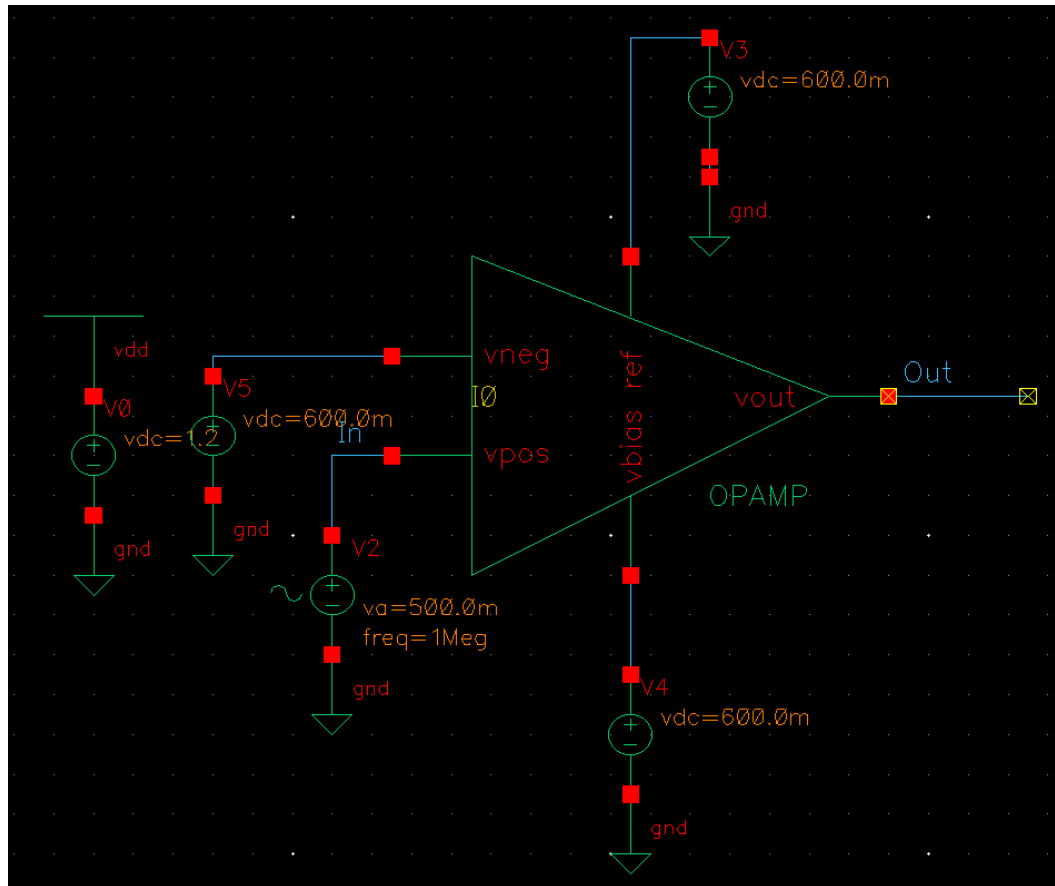 V3
vdc=600.0m
gnd
vdd
V0
vdc=1.2
gnd
V5
vdc=600.0m
gnd
In
V2
va=500.0m
freq=1Meg
gnd
vneg
I0
vpos
vbias ref
vout
Out
OPAMP
V4
vdc=600.0m
gnd